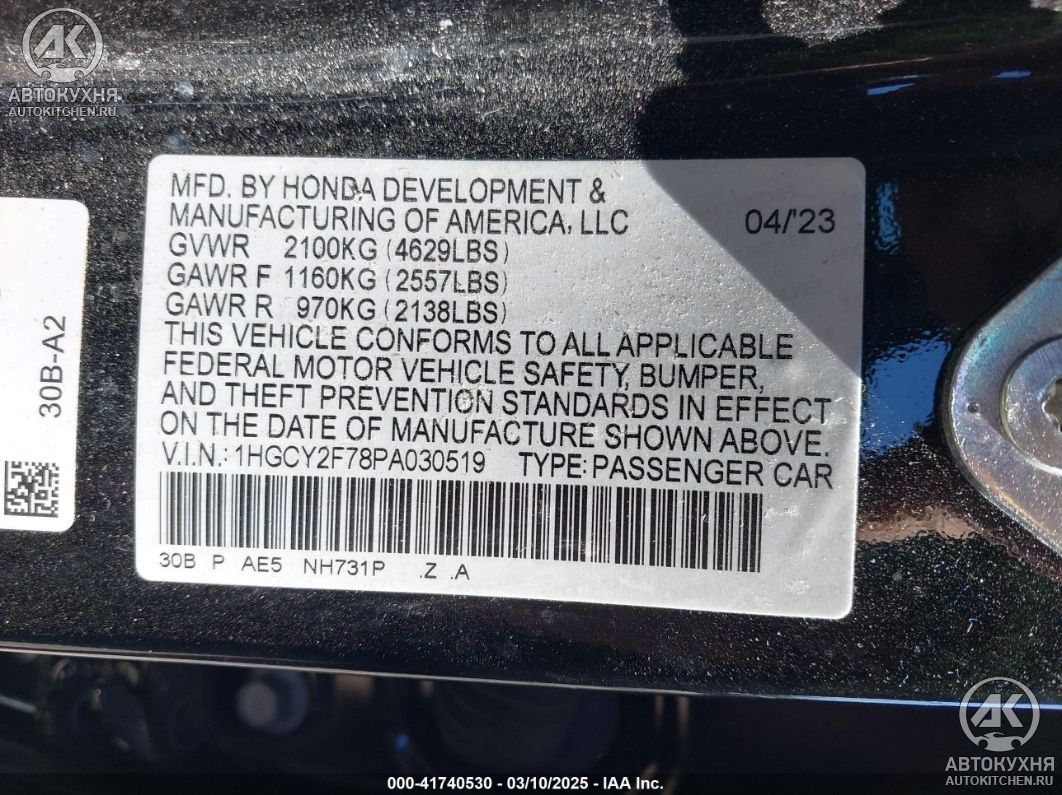 AK
АВТОКУХНЯ
AUTOKITCHEN.RU
MFD. BY HONDA DEVELOPMENT &
MANUFACTURING OF AMERICA, LLC 04/'23
GVWR 2100KG (4629LBS)
GAWR F 1160KG (2557LBS)
GAWR R 970KG (2138LBS)
THIS VEHICLE CONFORMS TO ALL APPLICABLE
FEDERAL MOTOR VEHICLE SAFETY, BUMPER,
AND THEFT PREVENTION STANDARDS IN EFFECT
ON THE DATE OF MANUFACTURE SHOWN ABOVE.
V.I.N.: 1HGCY2F78PA030519 TYPE: PASSENGER CAR
30B P AE5 NH731P .Z .A
30B-A2
AK
АВТОКУХНЯ
AUTOKITCHEN.RU
000-41740530 - 03/10/2025 - IAA Inc.